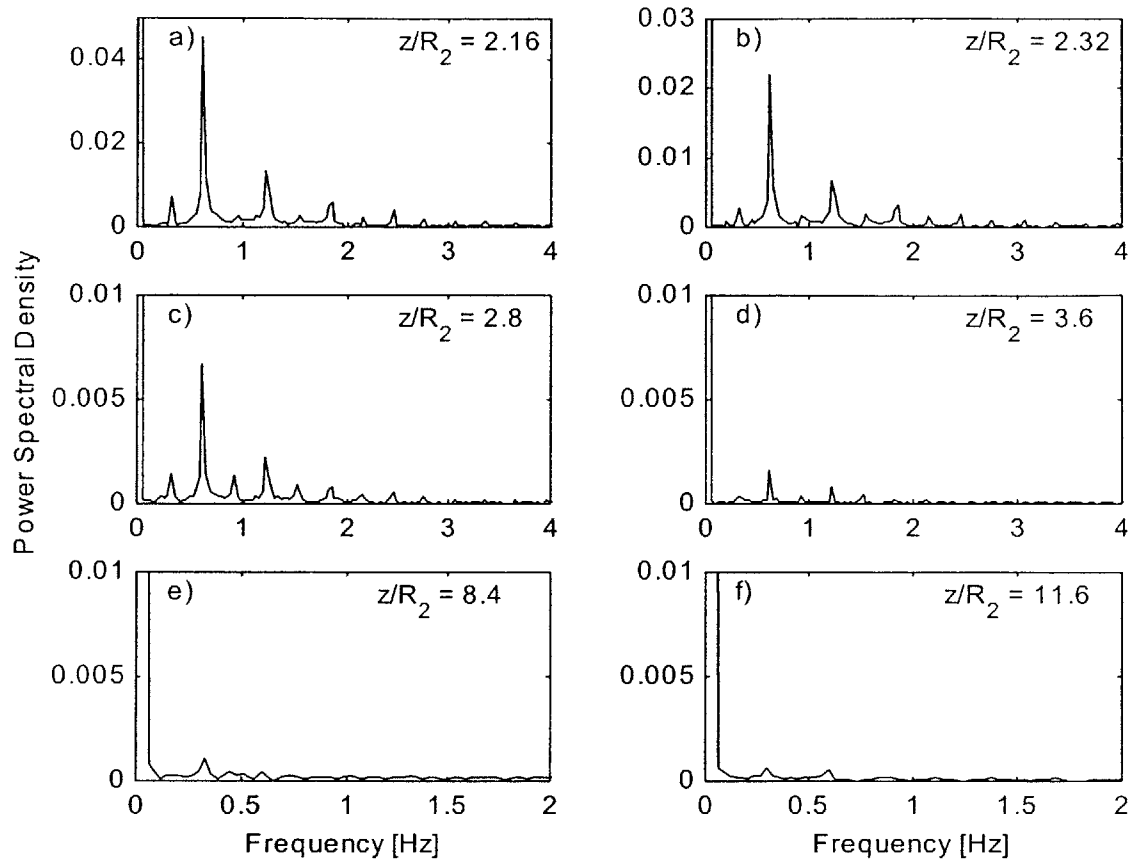 a) z/R2 = 2.16
0.04
0.02
0
0 1 2 3 4
b) z/R2 = 2.32
0.03
0.02
0.01
0
0 1 2 3 4
c) z/R2 = 2.8
0.01
0.005
0
0 1 2 3 4
d) z/R2 = 3.6
0.01
0.005
0
0 1 2 3 4
e) z/R2 = 8.4
0.01
0.005
0
0 0.5 1 1.5 2
f) z/R2 = 11.6
0.01
0.005
0
0 0.5 1 1.5 2
Power Spectral Density
Frequency [Hz]
Frequency [Hz]